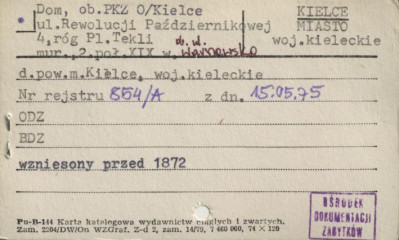 Dom, ob.PKZ O/Kielce
ul.Rewolucji Październikowej
4, róg Pl.Tekli
mur., 2.poł.XIX w.
KIELCE
MIASTO
woj.kieleckie
d.pow.m.Kielce, woj.kieleckie
Nr rejstru 854/A z dn. 15.05.75
ODZ
BDZ
wzniesony przed 1872
Pu-B-144 Karta katalogowa wydawnictw ciągłych i zwartych.
Zam. 2204/DW/On WZGraf. Z-d 2, zam. 14/79, 7 460 000, 74 × 120
OŚRODEK
DOKUMENTACJI
ZABYTKÓW